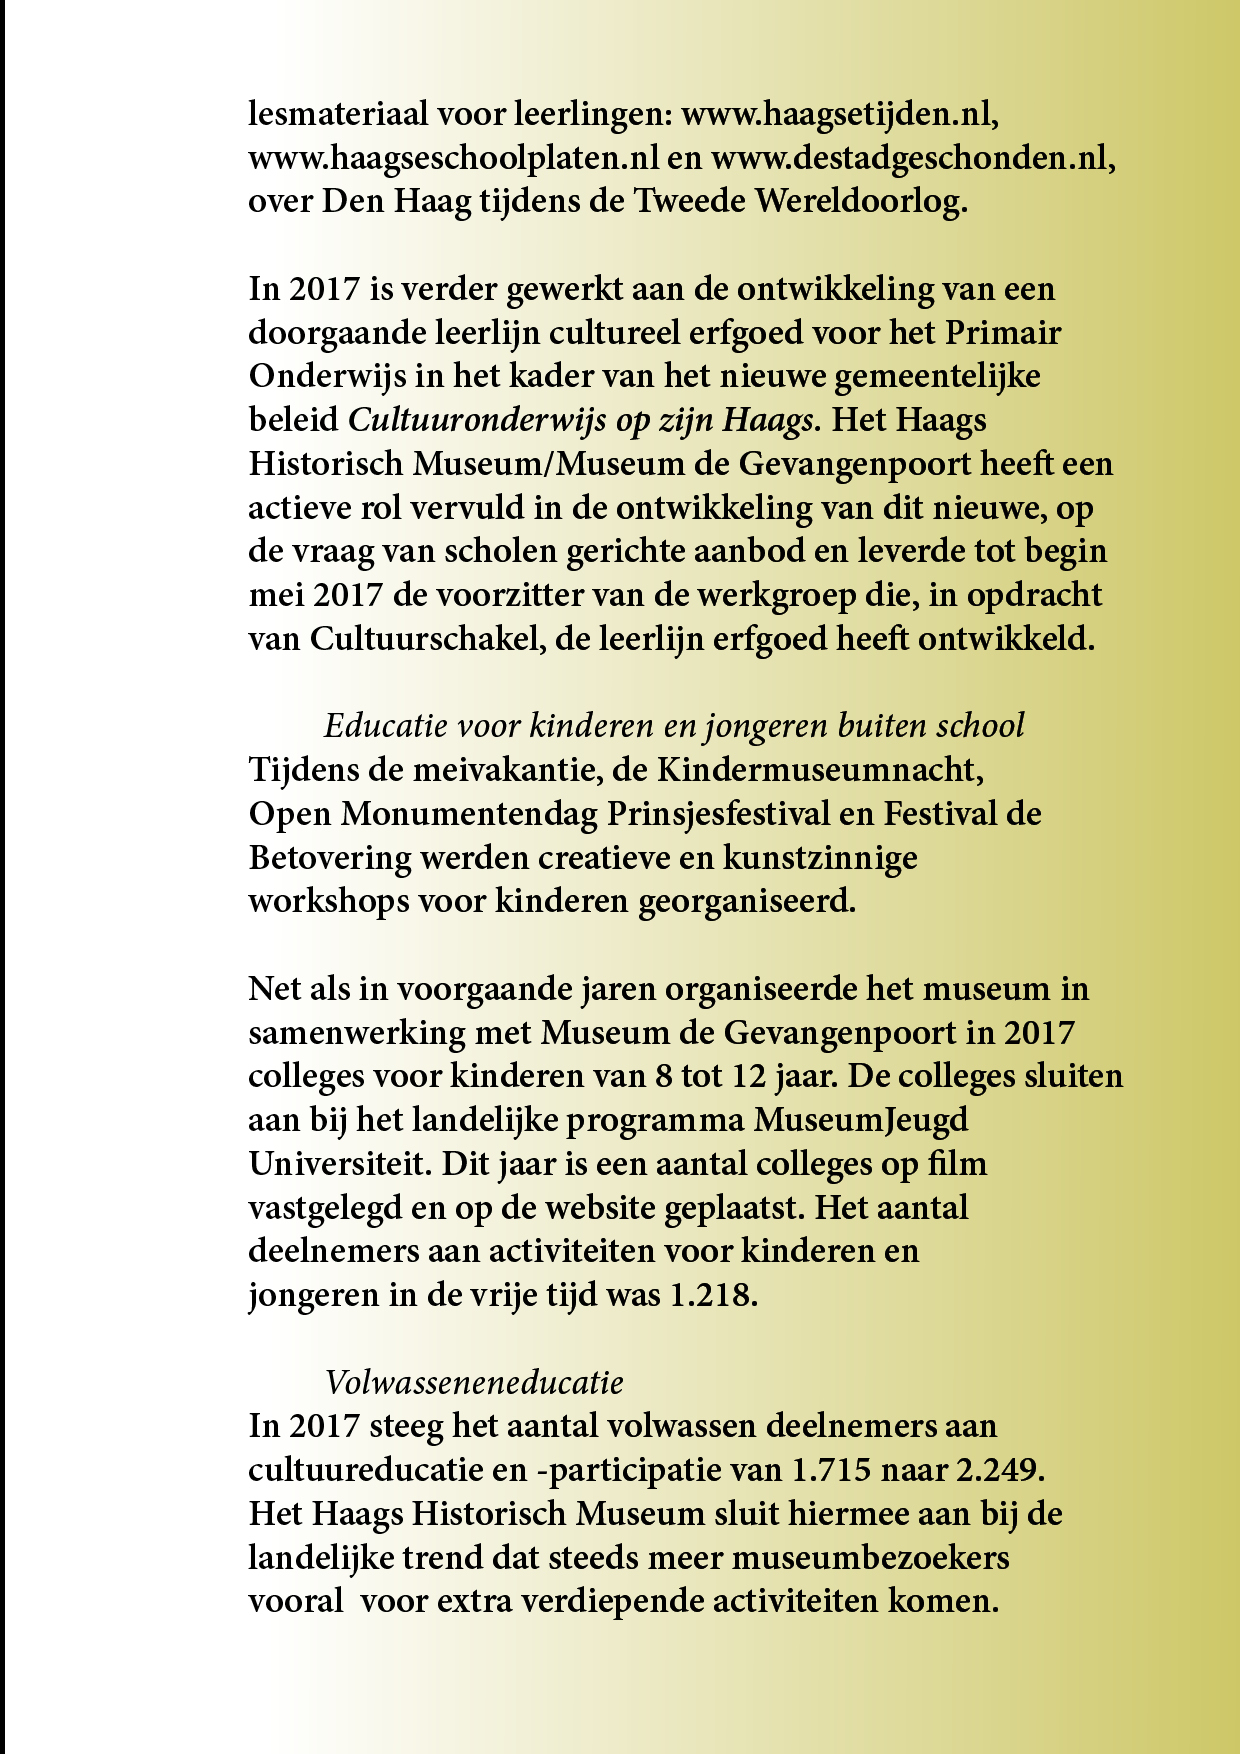 lesmateriaal voor leerlingen: www.haagsetijden.nl,
www.haagseschoolplaten.nl en www.destadgeschonden.nl,
over Den Haag tijdens de Tweede Wereldoorlog.
In 2017 is verder gewerkt aan de ontwikkeling van een
doorgaande leerlijn cultureel erfgoed voor het Primair
Onderwijs in het kader van het nieuwe gemeentelijke
beleid Cultuuronderwijs op zijn Haags. Het Haags
Historisch Museum/Museum de Gevangenpoort heeft een
actieve rol vervuld in de ontwikkeling van dit nieuwe, op
de vraag van scholen gerichte aanbod en leverde tot begin
mei 2017 de voorzitter van de werkgroep die, in opdracht
van Cultuurschakel, de leerlijn erfgoed heeft ontwikkeld.
Educatie voor kinderen en jongeren buiten school
Tijdens de meivakantie, de Kindermuseumnacht,
Open Monumentendag Prinsjesfestival en Festival de
Betovering werden creatieve en kunstzinnige
workshops voor kinderen georganiseerd.
Net als in voorgaande jaren organiseerde het museum in
samenwerking met Museum de Gevangenpoort in 2017
colleges voor kinderen van 8 tot 12 jaar. De colleges sluiten
aan bij het landelijke programma MuseumJeugd
Universiteit. Dit jaar is een aantal colleges op film
vastgelegd en op de website geplaatst. Het aantal
deelnemers aan activiteiten voor kinderen en
jongeren in de vrije tijd was 1.218.
Volwasseneneducatie
In 2017 steeg het aantal volwassen deelnemers aan
cultuureducatie en -participatie van 1.715 naar 2.249.
Het Haags Historisch Museum sluit hiermee aan bij de
landelijke trend dat steeds meer museumbezoekers
vooral  voor extra verdiepende activiteiten komen.